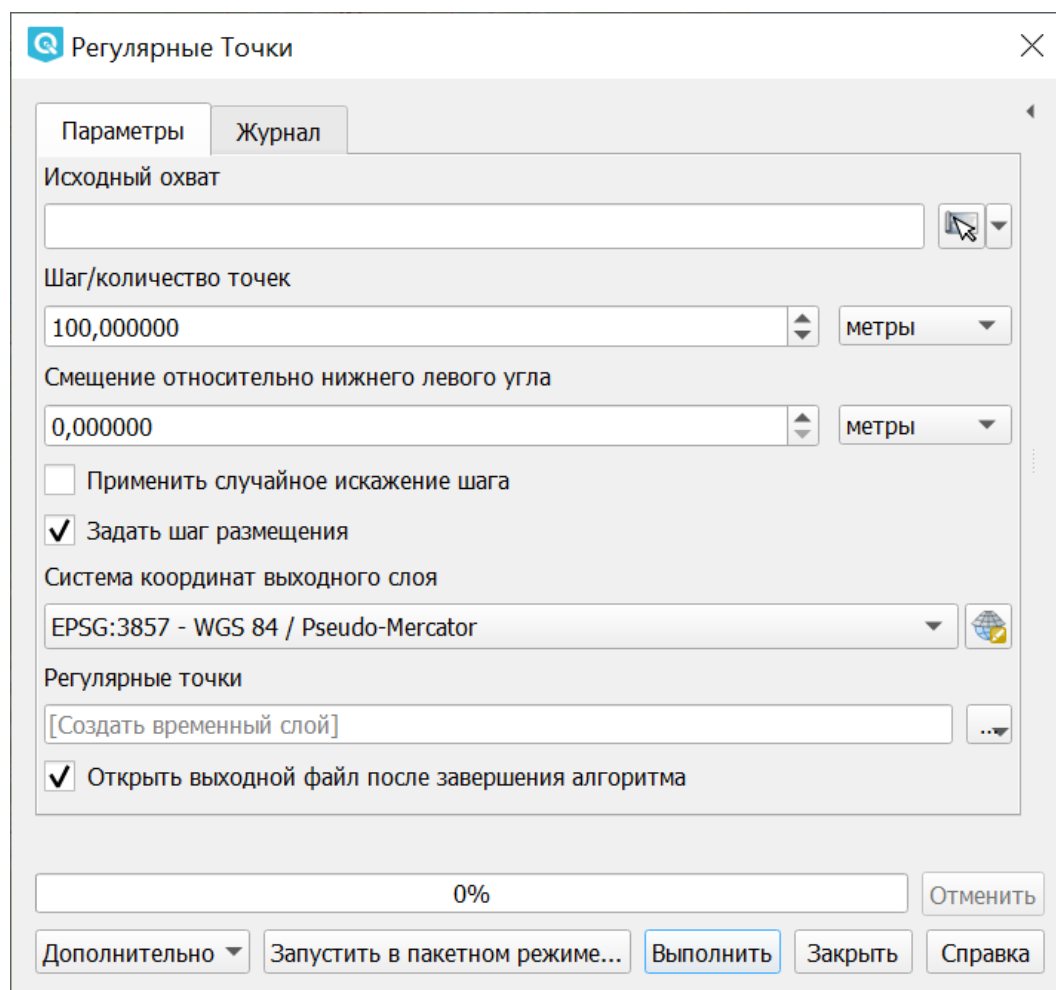 Регулярные Точки
Параметры
Журнал
Исходный охват
Шаг/количество точек
100,000000
метры
Смещение относительно нижнего левого угла
0,000000
метры
Применить случайное искажение шага
Задать шаг размещения
Система координат выходного слоя
EPSG:3857 - WGS 84 / Pseudo-Mercator
Регулярные точки
[Создать временный слой]
...
Открыть выходной файл после завершения алгоритма
0%
Отменить
Дополнительно
Запустить в пакетном режиме...
Выполнить
Закрыть
Справка